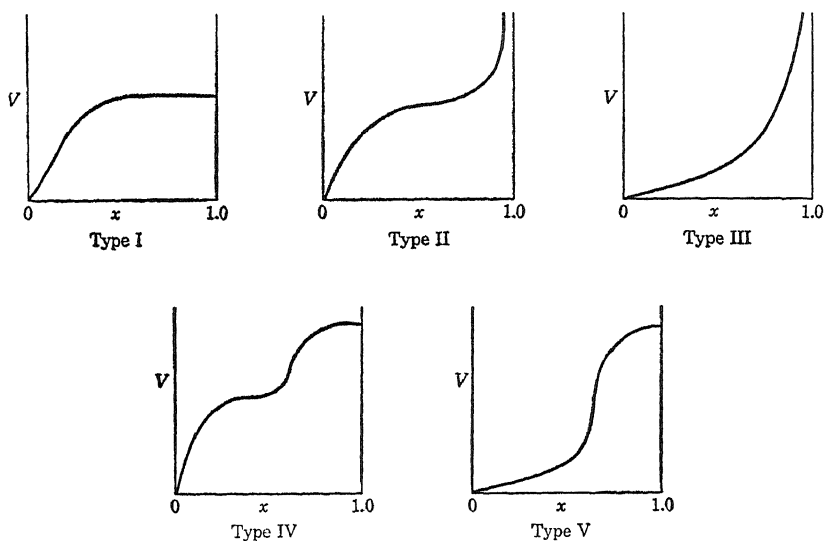 V V V
0 x 1.0 0 x 1.0 0 x 1.0
Type I Type II Type III
V V
0 x 1.0 0 x 1.0
Type IV Type V